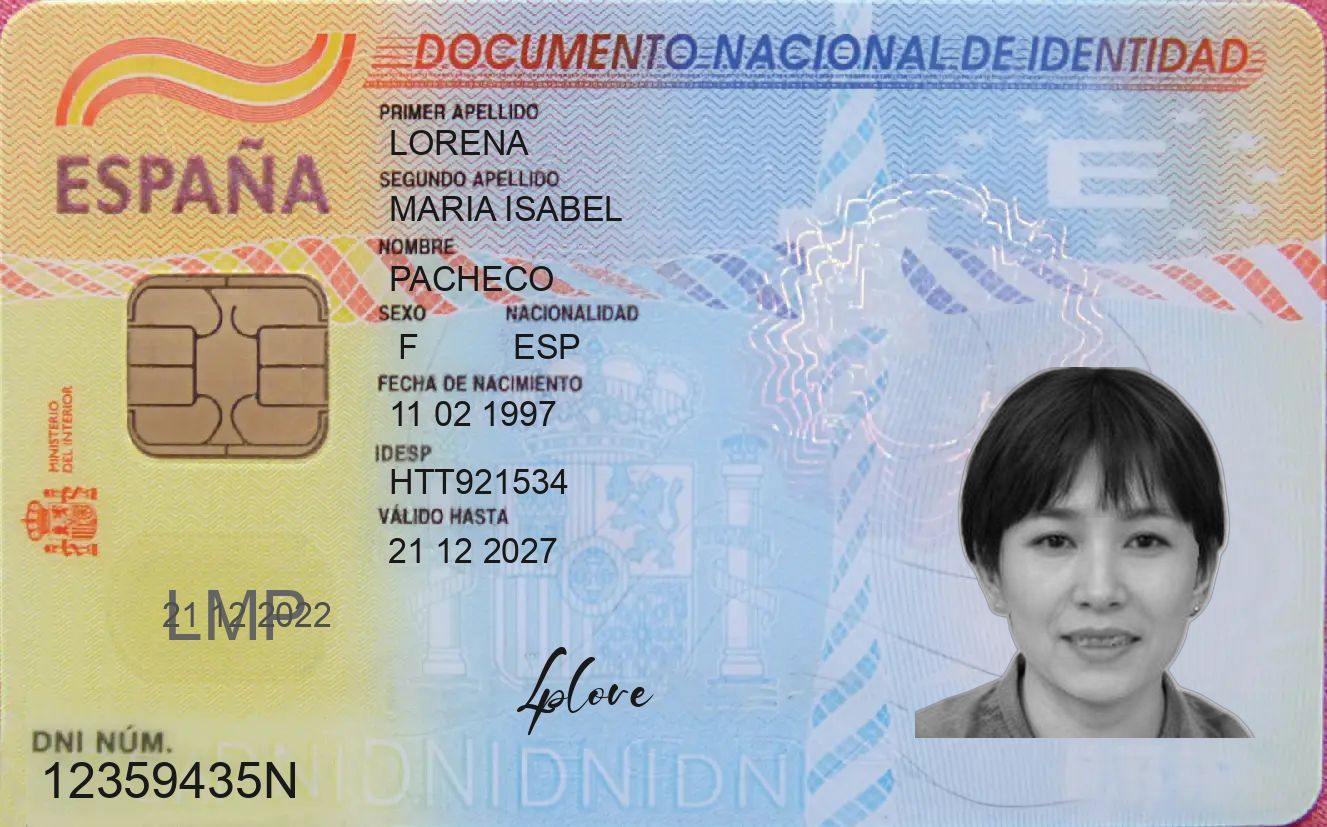 DOCUMENTO NACIONAL DE IDENTIDAD
ESPAÑA
PRIMER APELLIDO
LORENA
SEGUNDO APELLIDO
MARIA ISABEL
NOMBRE
PACHECO
SEXO NACIONALIDAD
F ESP
FECHA DE NACIMIENTO
11 02 1997
IDESP
HTT921534
VÁLIDO HASTA
21 12 2027
MINISTERIO
DEL INTERIOR
E
LMP
21 12 2022
4plove
DNI NÚM.
12359435N
DNIDNIDNIDNI